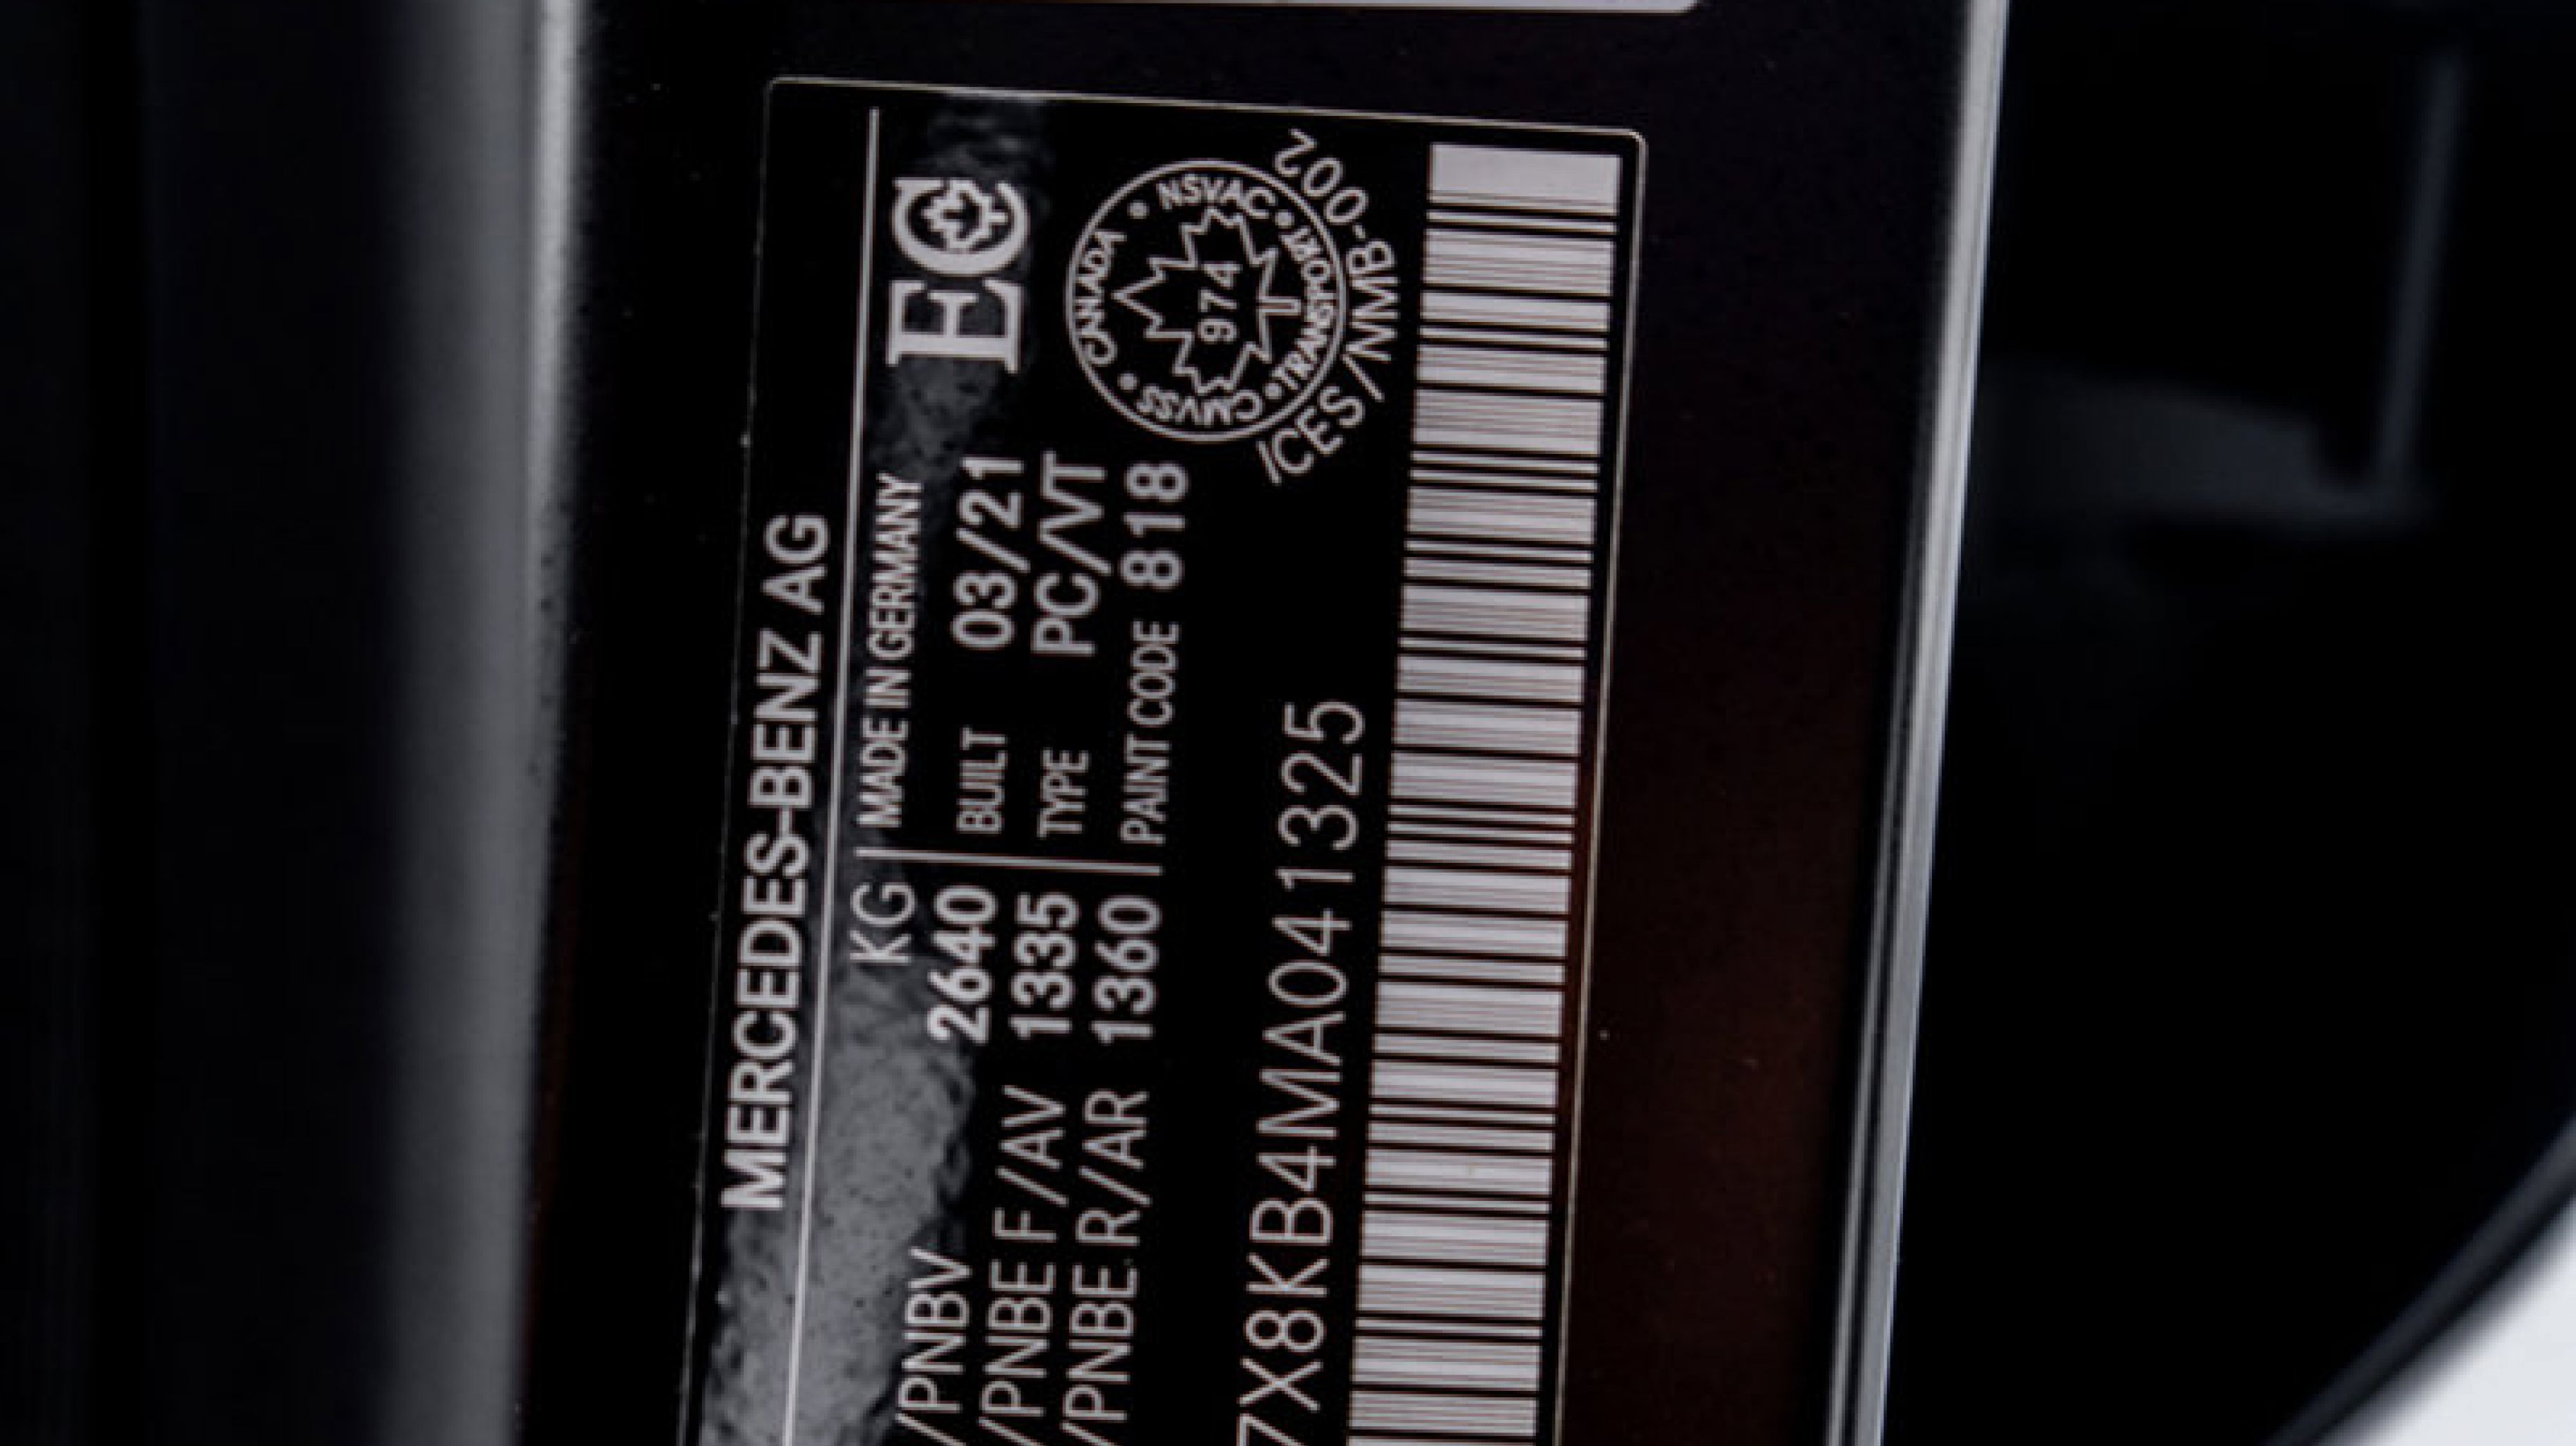 MERCEDES-BENZ AG
KG
/PNBV 2640
/PNBE F/AV 1335
/PNBE R/AR 1360
MADE IN GERMANY
BUILT 03/21
TYPE PC/VT
PAINT CODE 818
EC
CANADA • NSVAC • TRANSPORT • CMVSS •
974
ICES/NMB-002
7X8KB4MA041325